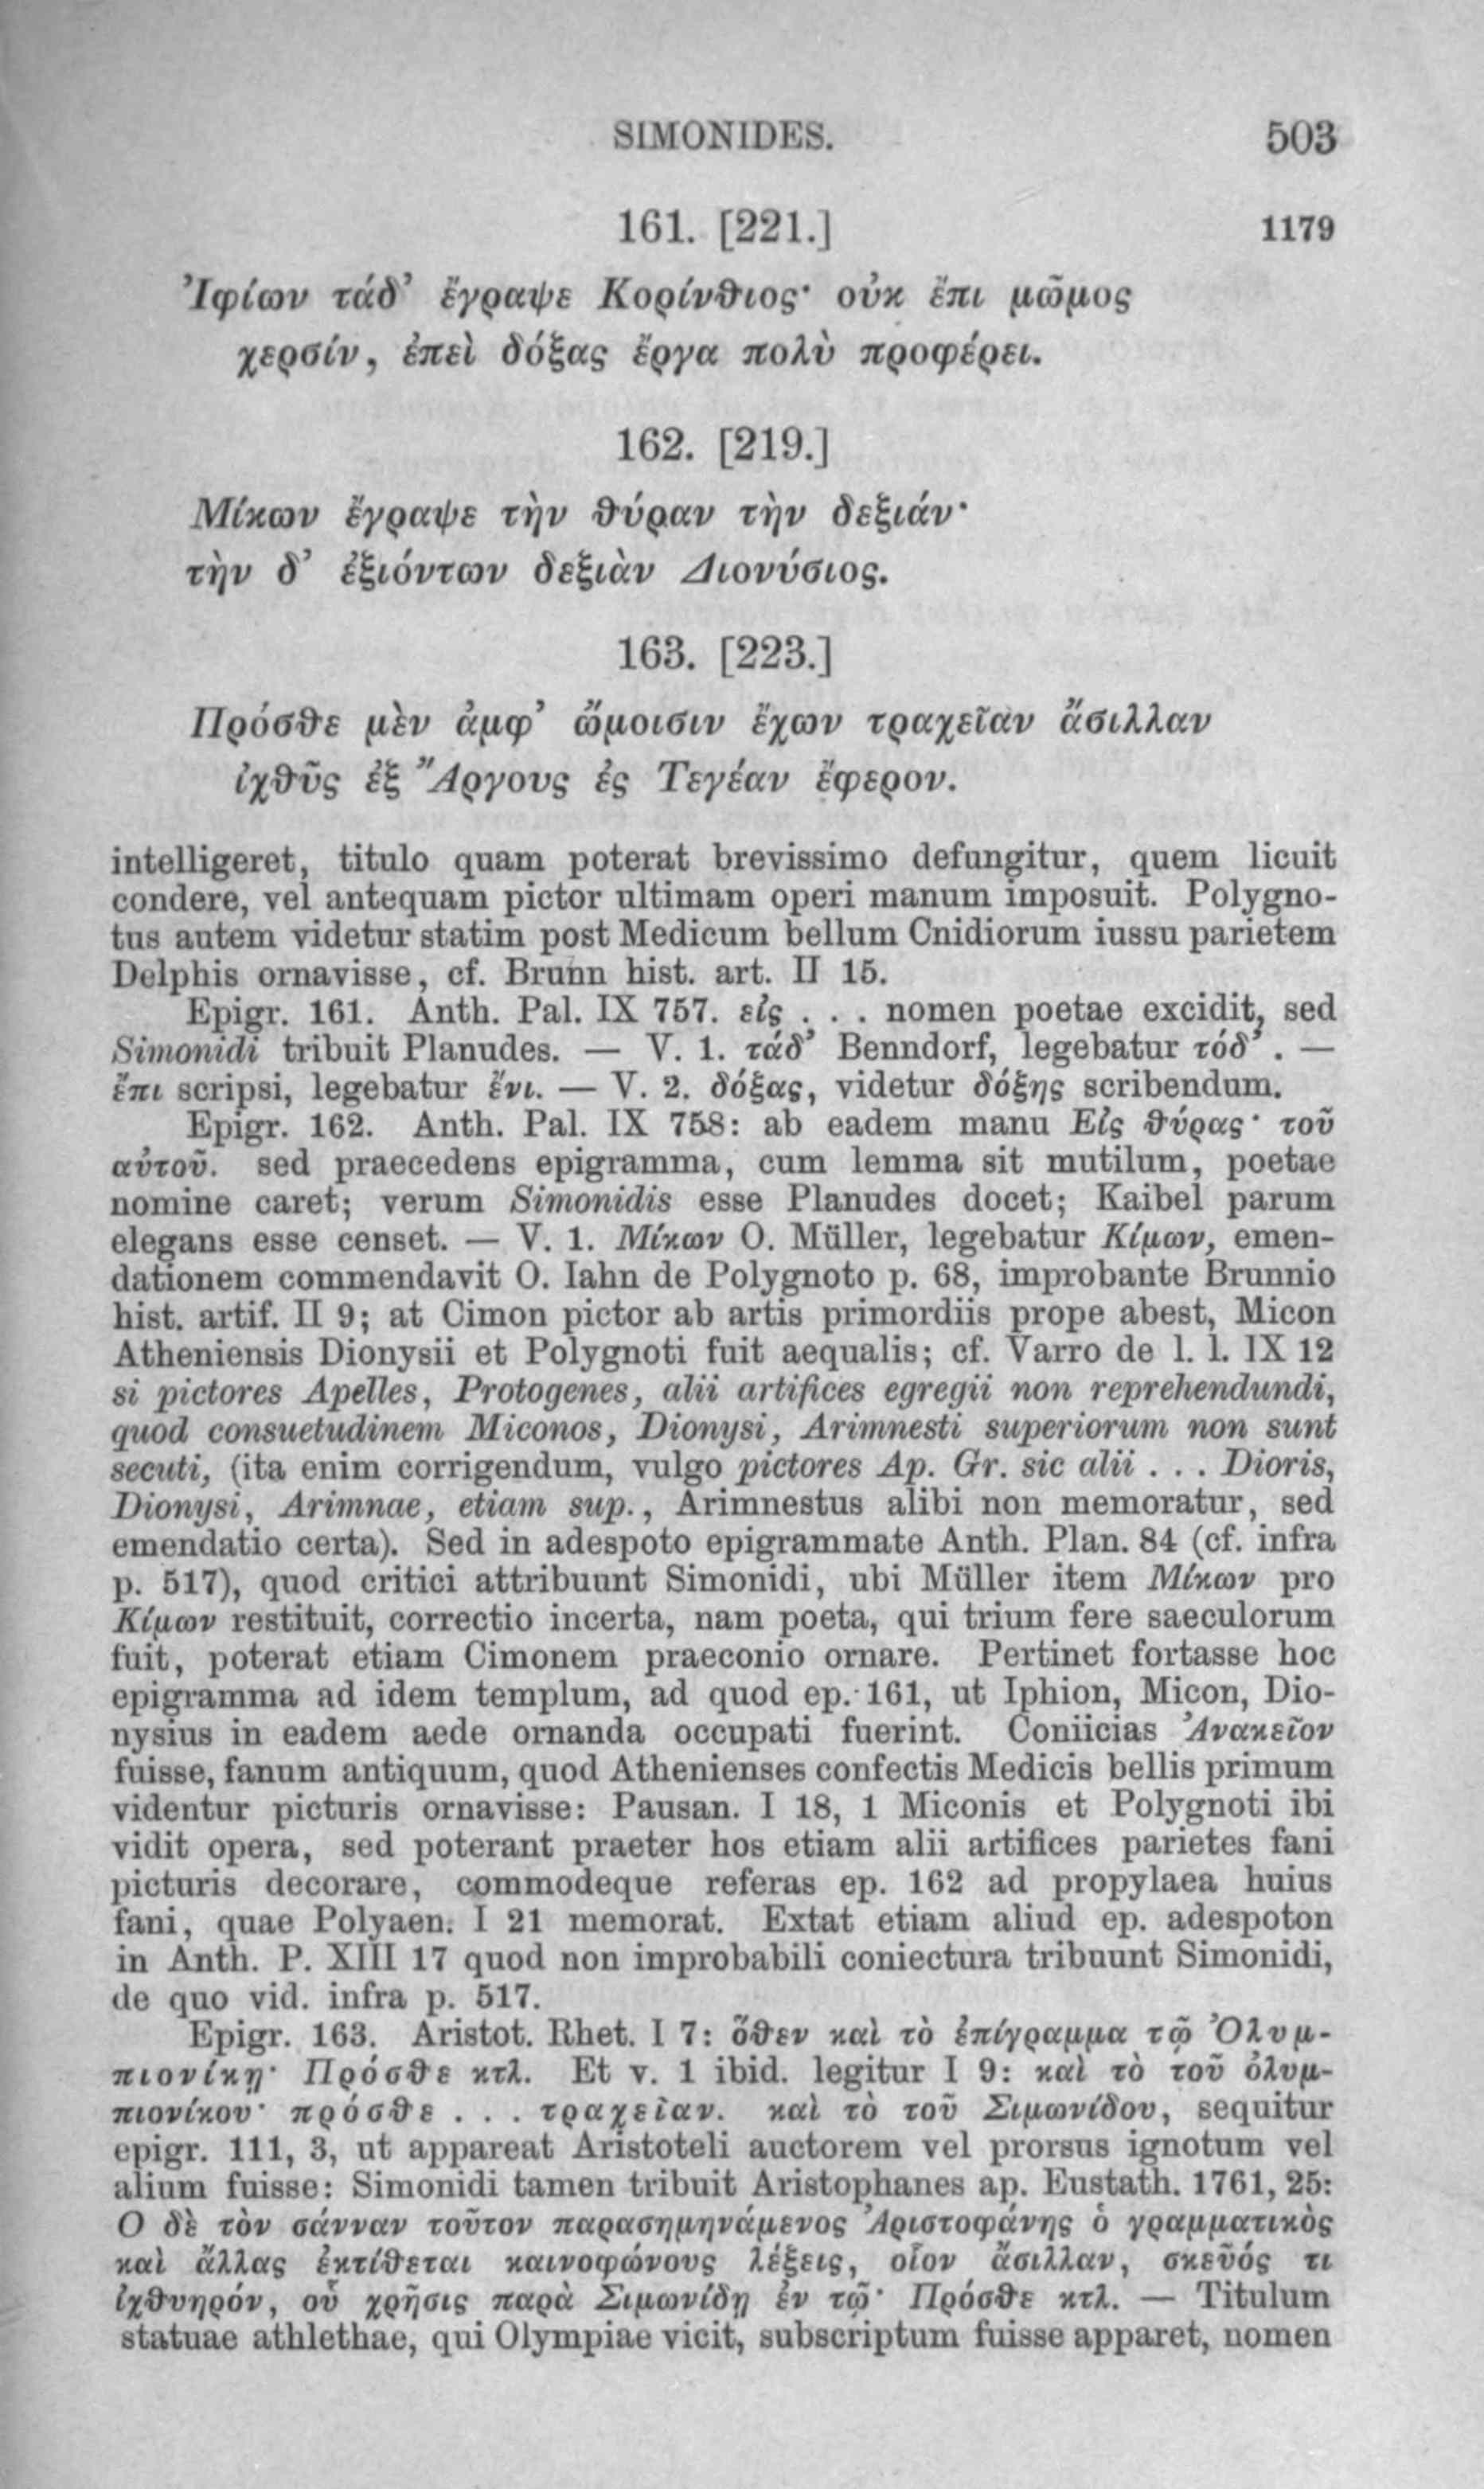 SIMONIDES. 503
161. [221.] 1179
Ἰφίων τάδ’ ἔγραψε Κορίνθιος· οὐκ ἔπι μῶμος
χερσίν, ἐπεὶ δόξας ἔργα πολὺ προφέρει.
162. [219.]
Μίκων ἔγραψε τὴν θύραν τὴν δεξιάν·
τὴν δ’ ἐξιόντων δεξιὰν Διονύσιος.
163. [223.]
Πρόσθε μὲν ἀμφ’ ὤμοισιν ἔχων τραχεῖαν ἄσιλλαν
ἰχθῦς ἐξ Ἄργους ἐς Τεγέαν ἔφερον.
intelligeret, titulo quam poterat brevissimo defungitur, quem licuit
condere, vel antequam pictor ultimam operi manum imposuit. Polygno-
tus autem videtur statim post Medicum bellum Cnidiorum iussu parietem
Delphis ornavisse, cf. Brunn hist. art. II 15.
Epigr. 161. Anth. Pal. IX 757. εἰς . . . nomen poetae excidit, sed
Simonidi tribuit Planudes. — V. 1. τάδ’ Benndorf, legebatur τόδ’. —
ἔπι scripsi, legebatur ἔνι. — V. 2. δόξας, videtur δόξης scribendum.
Epigr. 162. Anth. Pal. IX 758: ab eadem manu Εἰς θύρας· τοῦ
αὐτοῦ. sed praecedens epigramma, cum lemma sit mutilum, poetae
nomine caret; verum Simonidis esse Planudes docet; Kaibel parum
elegans esse censet. — V. 1. Μίκων O. Müller, legebatur Κίμων, emen-
dationem commendavit O. Iahn de Polygnoto p. 68, improbante Brunnio
hist. artif. II 9; at Cimon pictor ab artis primordiis prope abest, Micon
Atheniensis Dionysii et Polygnoti fuit aequalis; cf. Varro de l. l. IX 12
si pictores Apelles, Protogenes, alii artifices egregii non reprehendundi,
quod consuetudinem Miconos, Dionysi, Arimnesti superiorum non sunt
secuti, (ita enim corrigendum, vulgo pictores Ap. Gr. sic alii . . . Dioris,
Dionysi, Arimnae, etiam sup., Arimnestus alibi non memoratur, sed
emendatio certa). Sed in adespoto epigrammate Anth. Plan. 84 (cf. infra
p. 517), quod critici attribuunt Simonidi, ubi Müller item Μίκων pro
Κίμων restituit, correctio incerta, nam poeta, qui trium fere saeculorum
fuit, poterat etiam Cimonem praeconio ornare. Pertinet fortasse hoc
epigramma ad idem templum, ad quod ep. 161, ut Iphion, Micon, Dio-
nysius in eadem aede ornanda occupati fuerint. Coniicias Ἀνακεῖον
fuisse, fanum antiquum, quod Athenienses confectis Medicis bellis primum
videntur picturis ornavisse: Pausan. I 18, 1 Miconis et Polygnoti ibi
vidit opera, sed poterant praeter hos etiam alii artifices parietes fani
picturis decorare, commodeque referas ep. 162 ad propylaea huius
fani, quae Polyaen. I 21 memorat. Extat etiam aliud ep. adespoton
in Anth. P. XIII 17 quod non improbabili coniectura tribuunt Simonidi,
de quo vid. infra p. 517.
Epigr. 163. Aristot. Rhet. I 7: ὅθεν καὶ τὸ ἐπίγραμμα τῷ Ὀλυμ-
πιονίκῃ· Πρόσθε κτλ. Et v. 1 ibid. legitur I 9: καὶ τὸ τοῦ ὀλυμ-
πιονίκου· πρόσθε . . . τραχεῖαν. καὶ τὸ τοῦ Σιμωνίδου, sequitur
epigr. 111, 3, ut appareat Aristoteli auctorem vel prorsus ignotum vel
alium fuisse: Simonidi tamen tribuit Aristophanes ap. Eustath. 1761, 25:
Ὁ δὲ τὸν σάνναν τοῦτον παρασημηνάμενος Ἀριστοφάνης ὁ γραμματικὸς
καὶ ἄλλας ἐκτίθεται καινοφώνους λέξεις, οἷον ἄσιλλαν, σκεῦός τι
ἰχθυηρόν, οὗ χρῆσις παρὰ Σιμωνίδῃ ἐν τῷ· Πρόσθε κτλ. — Titulum
statuae athlethae, qui Olympiae vicit, subscriptum fuisse apparet, nomen